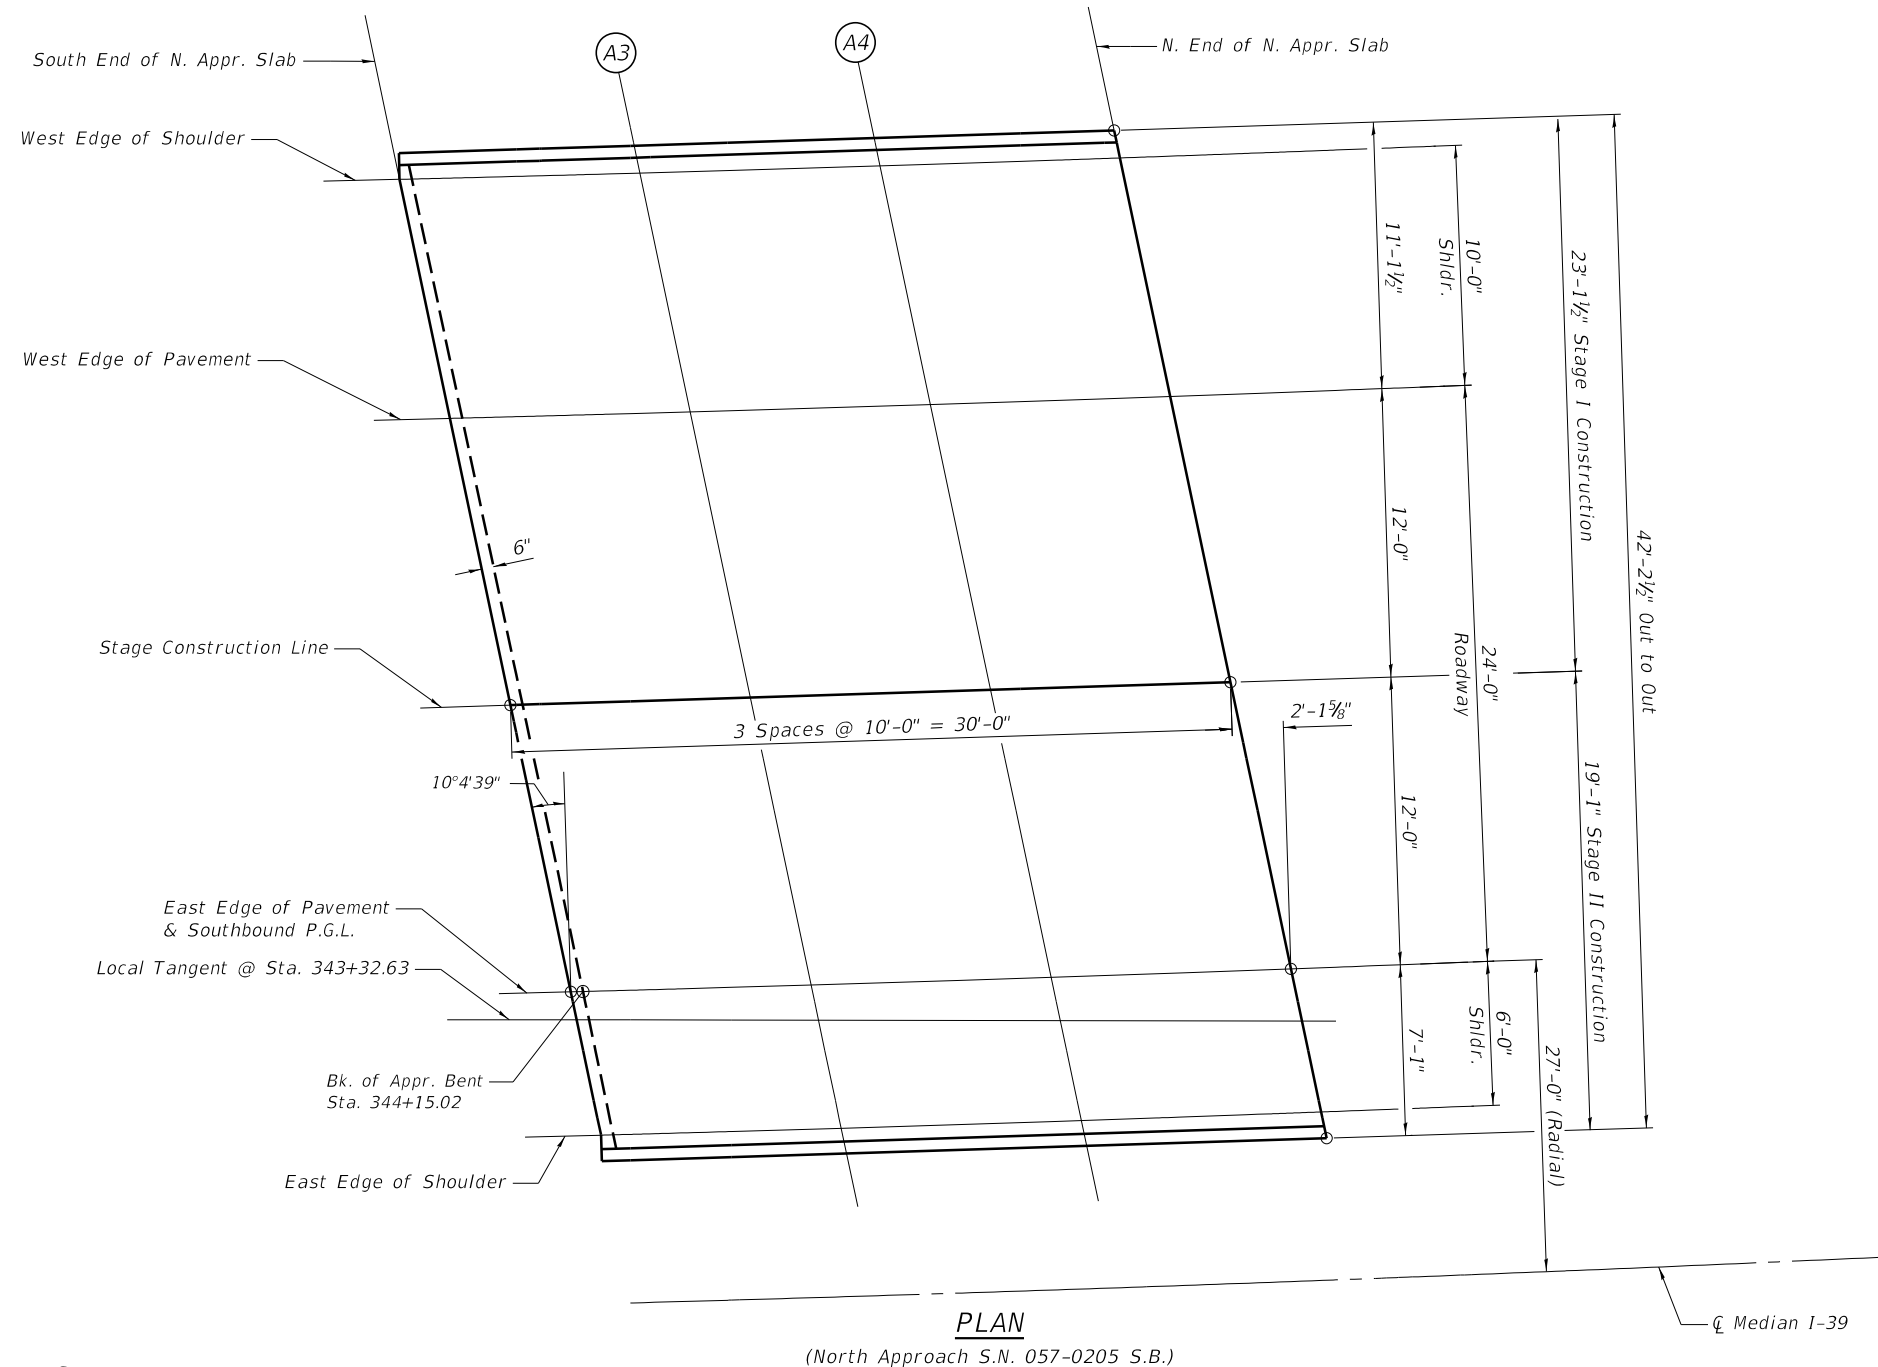 South End of N. Appr. Slab
A3
A4
N. End of N. Appr. Slab
West Edge of Shoulder
11'-1½"
10'-0"
Shldr.
23'-1½" Stage I Construction
West Edge of Pavement
6"
12'-0"
42'-2½" Out to Out
Stage Construction Line
24'-0"
Roadway
2'-1⅝"
3 Spaces @ 10'-0" = 30'-0"
10°4'39"
12'-0"
19'-1" Stage II Construction
East Edge of Pavement
& Southbound P.G.L.
Local Tangent @ Sta. 343+32.63
7'-1"
6'-0"
Shldr.
27'-0" (Radial)
Bk. of Appr. Bent
Sta. 344+15.02
East Edge of Shoulder
℄ Median I-39
PLAN
(North Approach S.N. 057-0205 S.B.)